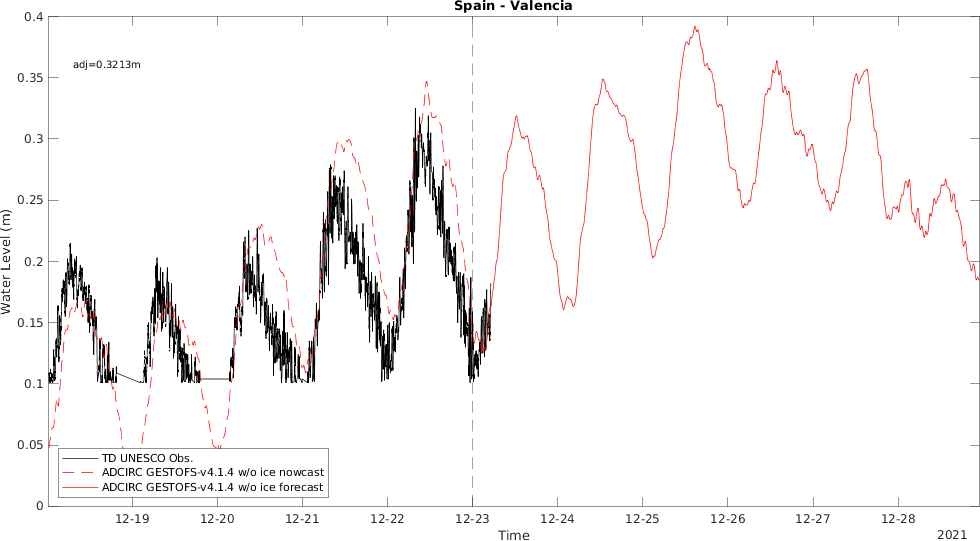 Spain - Valencia
adj=0.3213m
0.4
0.35
0.3
0.25
0.2
0.15
0.1
0.05
0
Water Level (m)
TD UNESCO Obs.
ADCIRC GESTOFS-v4.1.4 w/o ice nowcast
ADCIRC GESTOFS-v4.1.4 w/o ice forecast
12-19 12-20 12-21 12-22 12-23 12-24 12-25 12-26 12-27 12-28
Time
2021